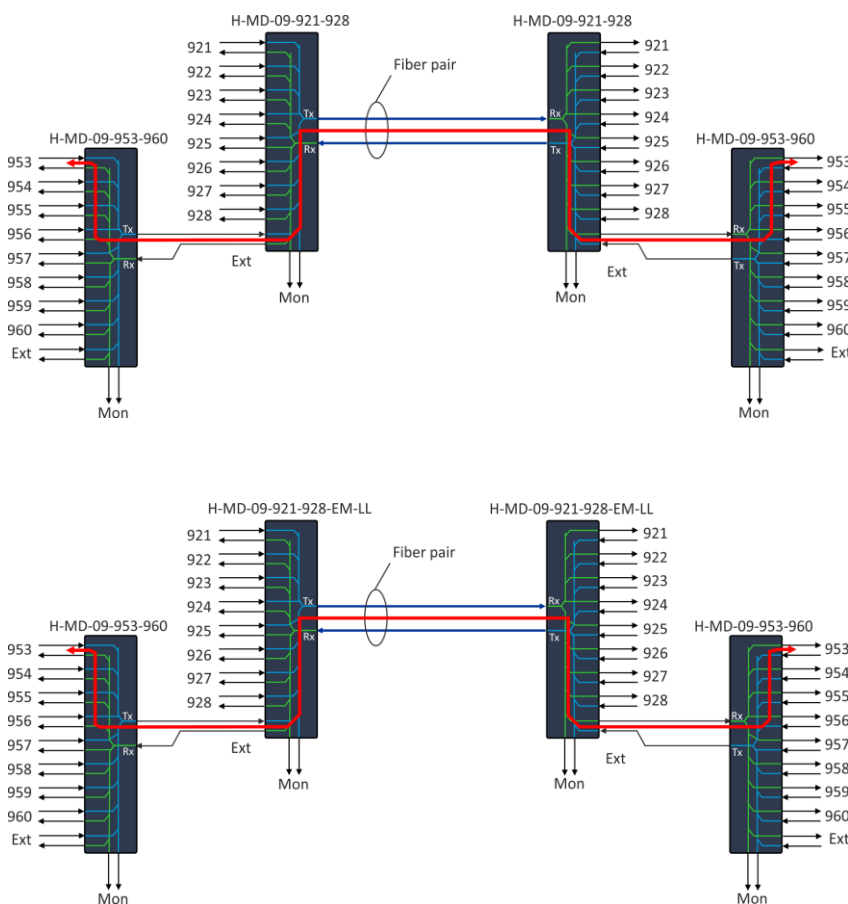 H-MD-09-921-928
H-MD-09-921-928
921
922
923
924
925
926
927
928
Tx
Rx
Fiber pair
Rx
Tx
921
922
923
924
925
926
927
928
H-MD-09-953-960
H-MD-09-953-960
953
954
955
956
957
958
959
960
Ext
Tx
Rx
Ext
Mon
Mon
Ext
Rx
Tx
953
954
955
956
957
958
959
960
Ext
Mon
Mon
H-MD-09-921-928-EM-LL
H-MD-09-921-928-EM-LL
921
922
923
924
925
926
927
928
Tx
Rx
Fiber pair
Rx
Tx
921
922
923
924
925
926
927
928
H-MD-09-953-960
H-MD-09-953-960
953
954
955
956
957
958
959
960
Ext
Tx
Rx
Ext
Mon
Mon
Ext
Rx
Tx
953
954
955
956
957
958
959
960
Ext
Mon
Mon